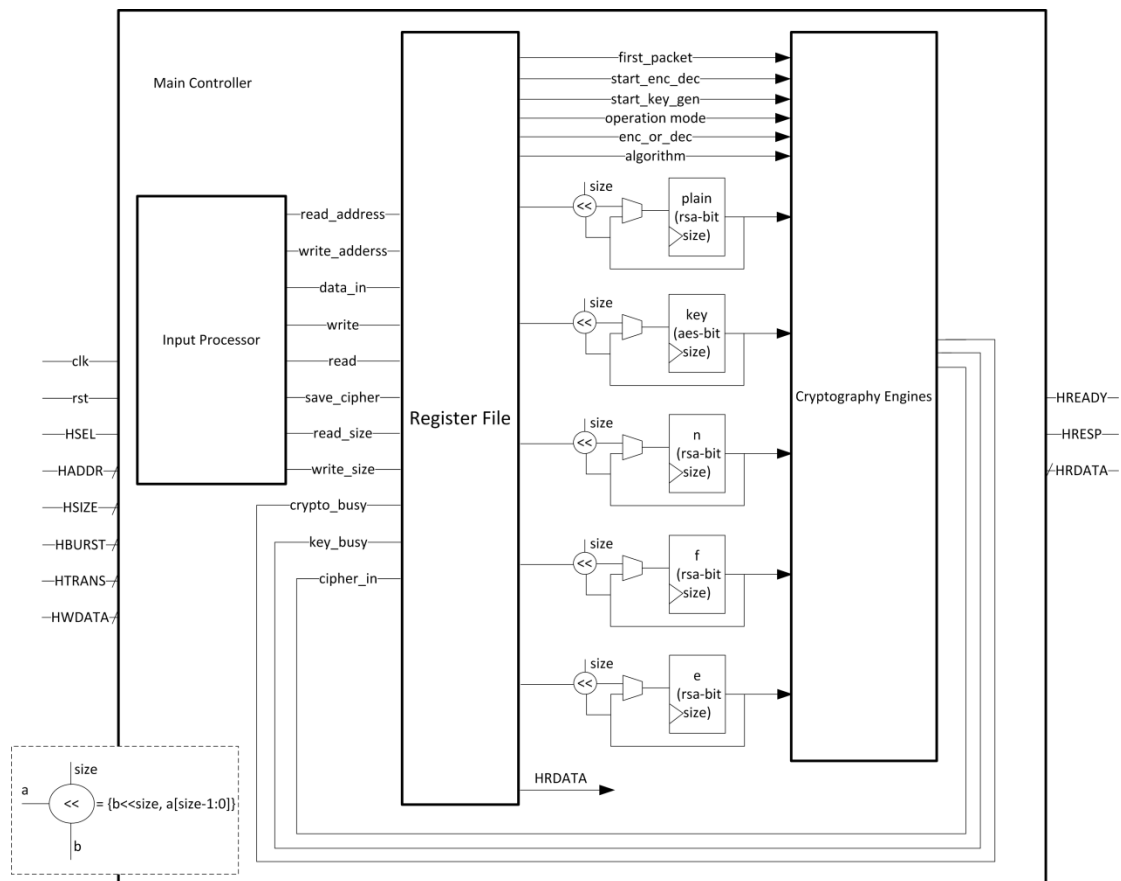 Main Controller
Input Processor
clk
rst
HSEL
HADDR
HSIZE
HBURST
HTRANS
HWDATA
read_address
write_adderss
data_in
write
read
save_cipher
read_size
write_size
crypto_busy
key_busy
cipher_in
Register File
first_packet
start_enc_dec
start_key_gen
operation mode
enc_or_dec
algorithm
size
<<
plain
(rsa-bit
size)
size
<<
key
(aes-bit
size)
size
<<
n
(rsa-bit
size)
size
<<
f
(rsa-bit
size)
size
<<
e
(rsa-bit
size)
HRDATA
Cryptography Engines
HREADY
HRESP
HRDATA
size
a
<<
= {b<<size, a[size-1:0]}
b